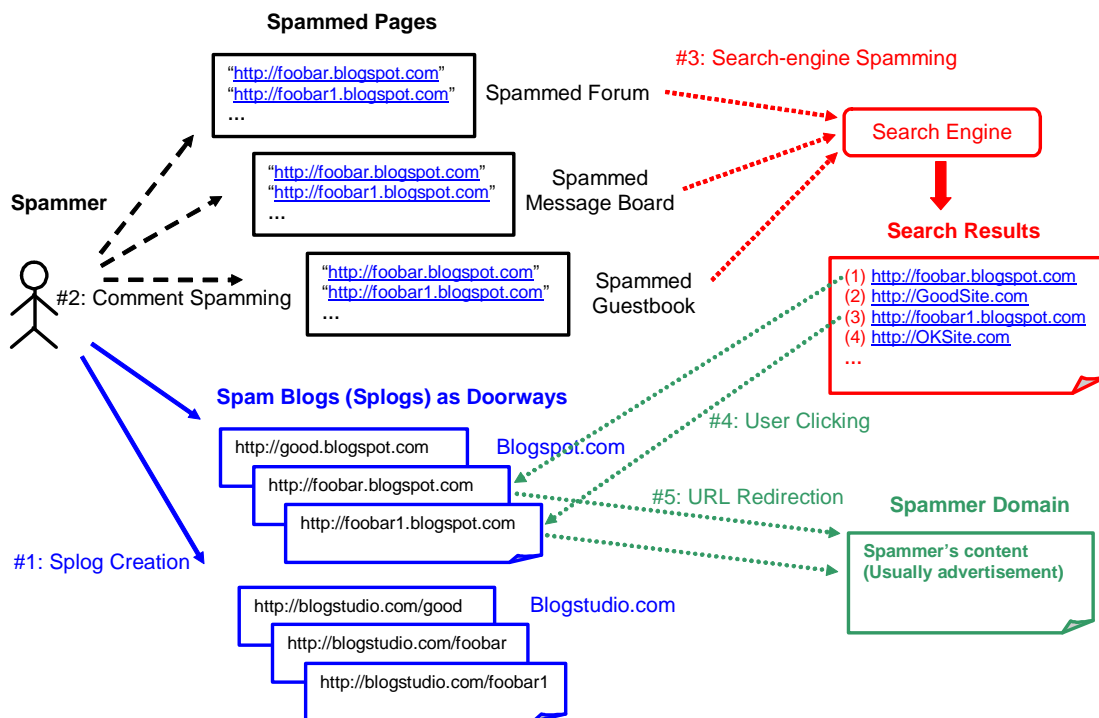 Spammed Pages
“http://foobar.blogspot.com”
“http://foobar1.blogspot.com”
…
Spammed Forum
#3: Search-engine Spamming
Search Engine
“http://foobar.blogspot.com”
“http://foobar1.blogspot.com”
…
Spammed
Message Board
Spammer
Search Results
“http://foobar.blogspot.com”
“http://foobar1.blogspot.com”
…
Spammed
Guestbook
#2: Comment Spamming
(1) http://foobar.blogspot.com
(2) http://GoodSite.com
(3) http://foobar1.blogspot.com
(4) http://OKSite.com
…
Spam Blogs (Splogs) as Doorways
#4: User Clicking
http://good.blogspot.com
Blogspot.com
http://foobar.blogspot.com
http://foobar1.blogspot.com
#5: URL Redirection
Spammer Domain
Spammer’s content
(Usually advertisement)
#1: Splog Creation
http://blogstudio.com/good
Blogstudio.com
http://blogstudio.com/foobar
http://blogstudio.com/foobar1